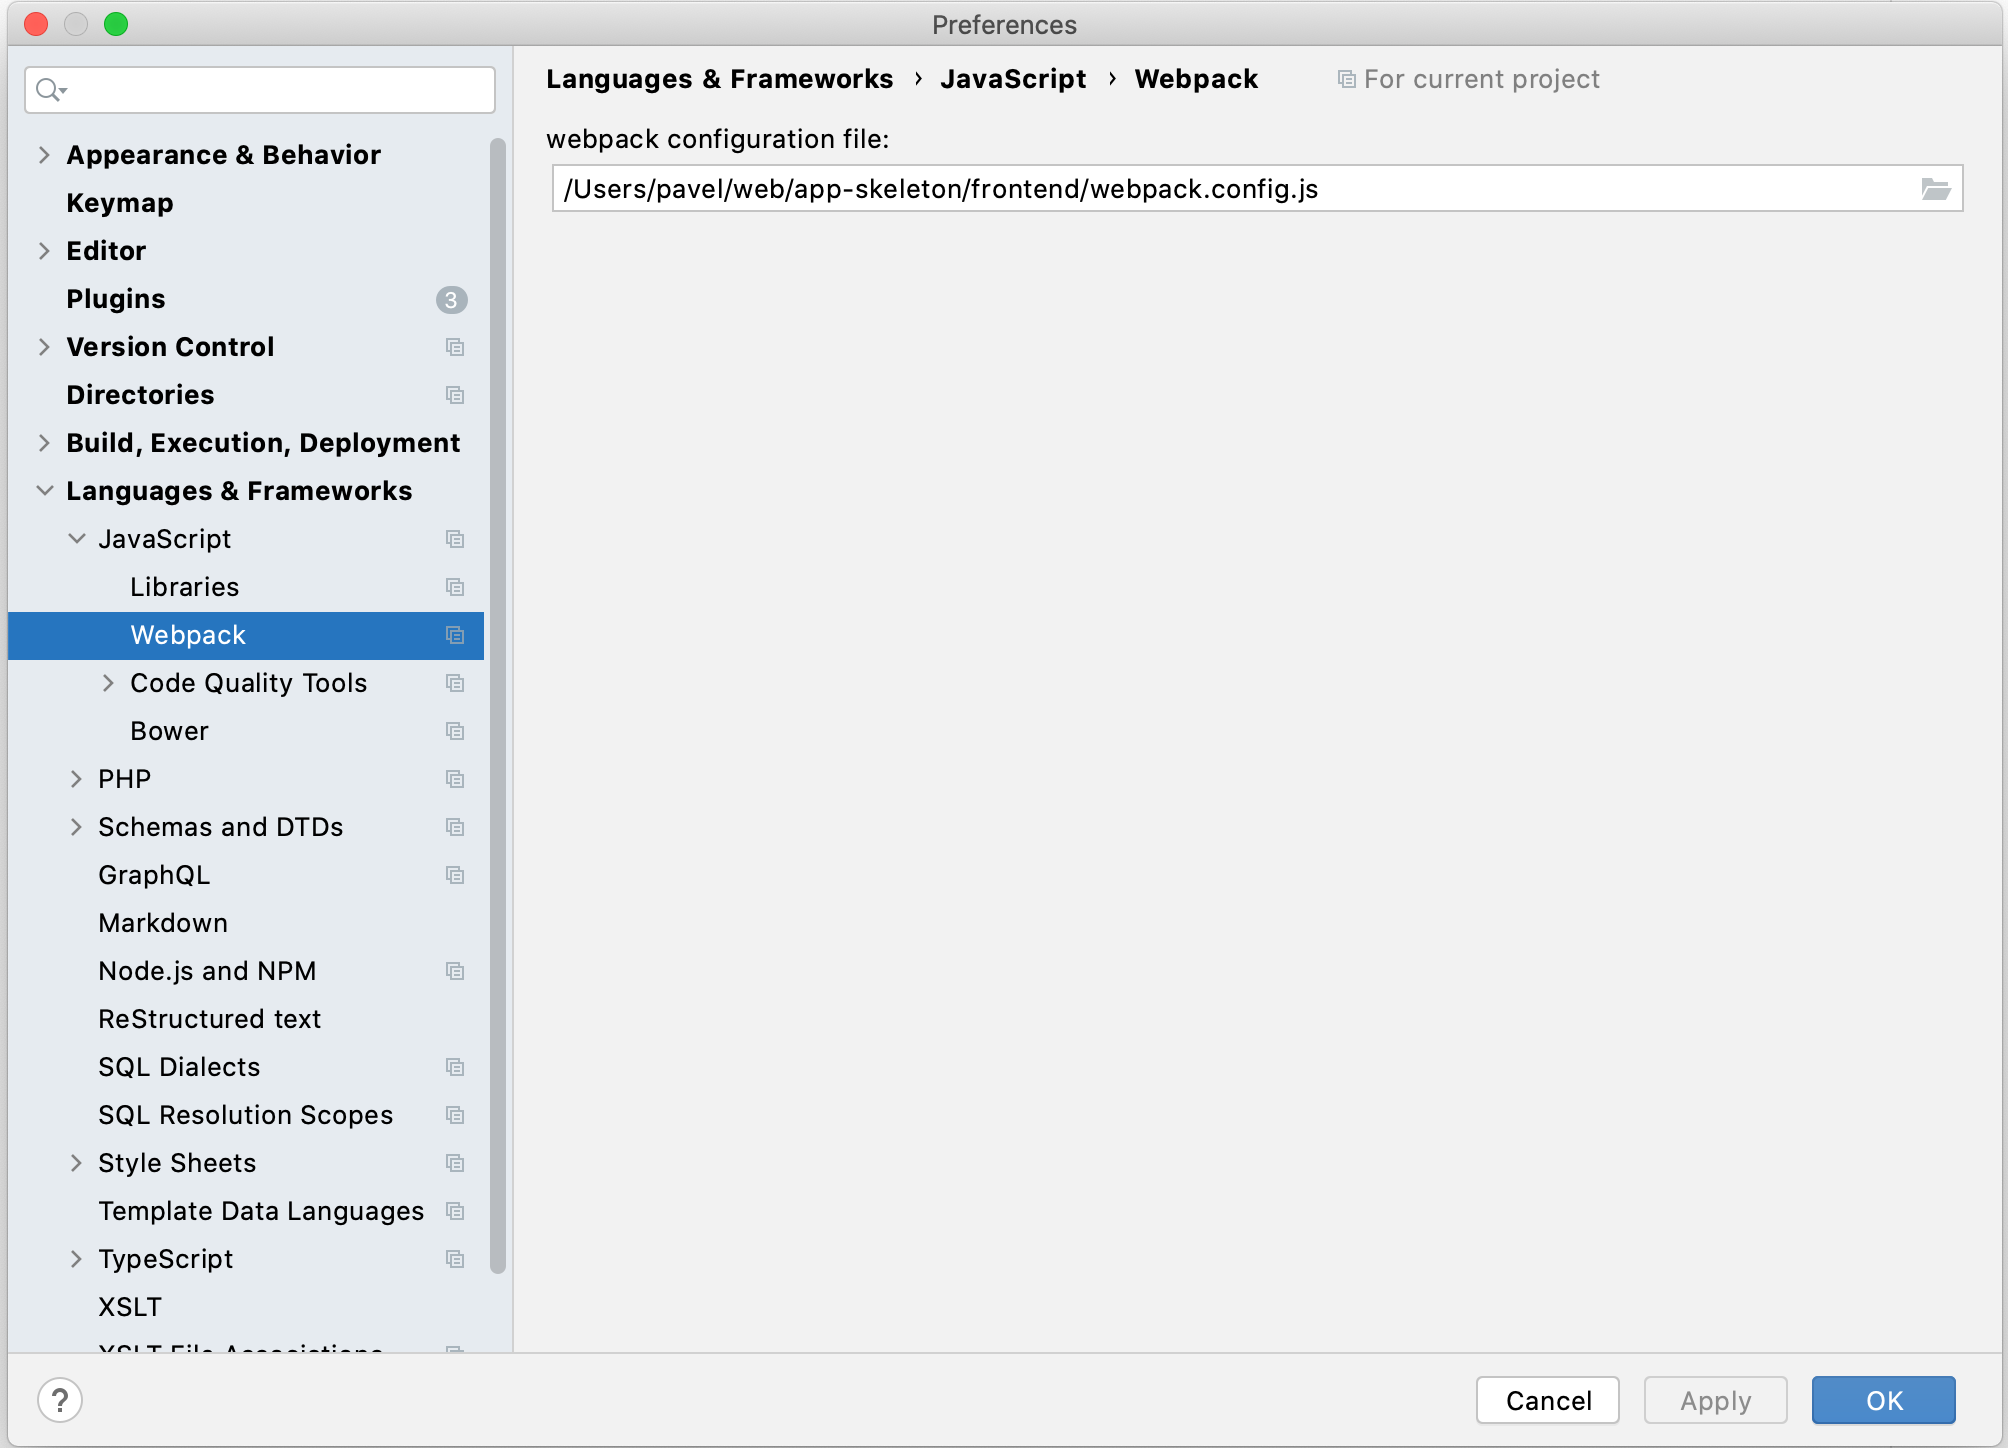 Preferences
Languages & Frameworks › JavaScript › Webpack For current project
webpack configuration file:
/Users/pavel/web/app-skeleton/frontend/webpack.config.js
Appearance & Behavior
Keymap
Editor
Plugins 3
Version Control
Directories
Build, Execution, Deployment
Languages & Frameworks
JavaScript
Libraries
Webpack
Code Quality Tools
Bower
PHP
Schemas and DTDs
GraphQL
Markdown
Node.js and NPM
ReStructured text
SQL Dialects
SQL Resolution Scopes
Style Sheets
Template Data Languages
TypeScript
XSLT
XSLT File Associations
?
Cancel Apply OK